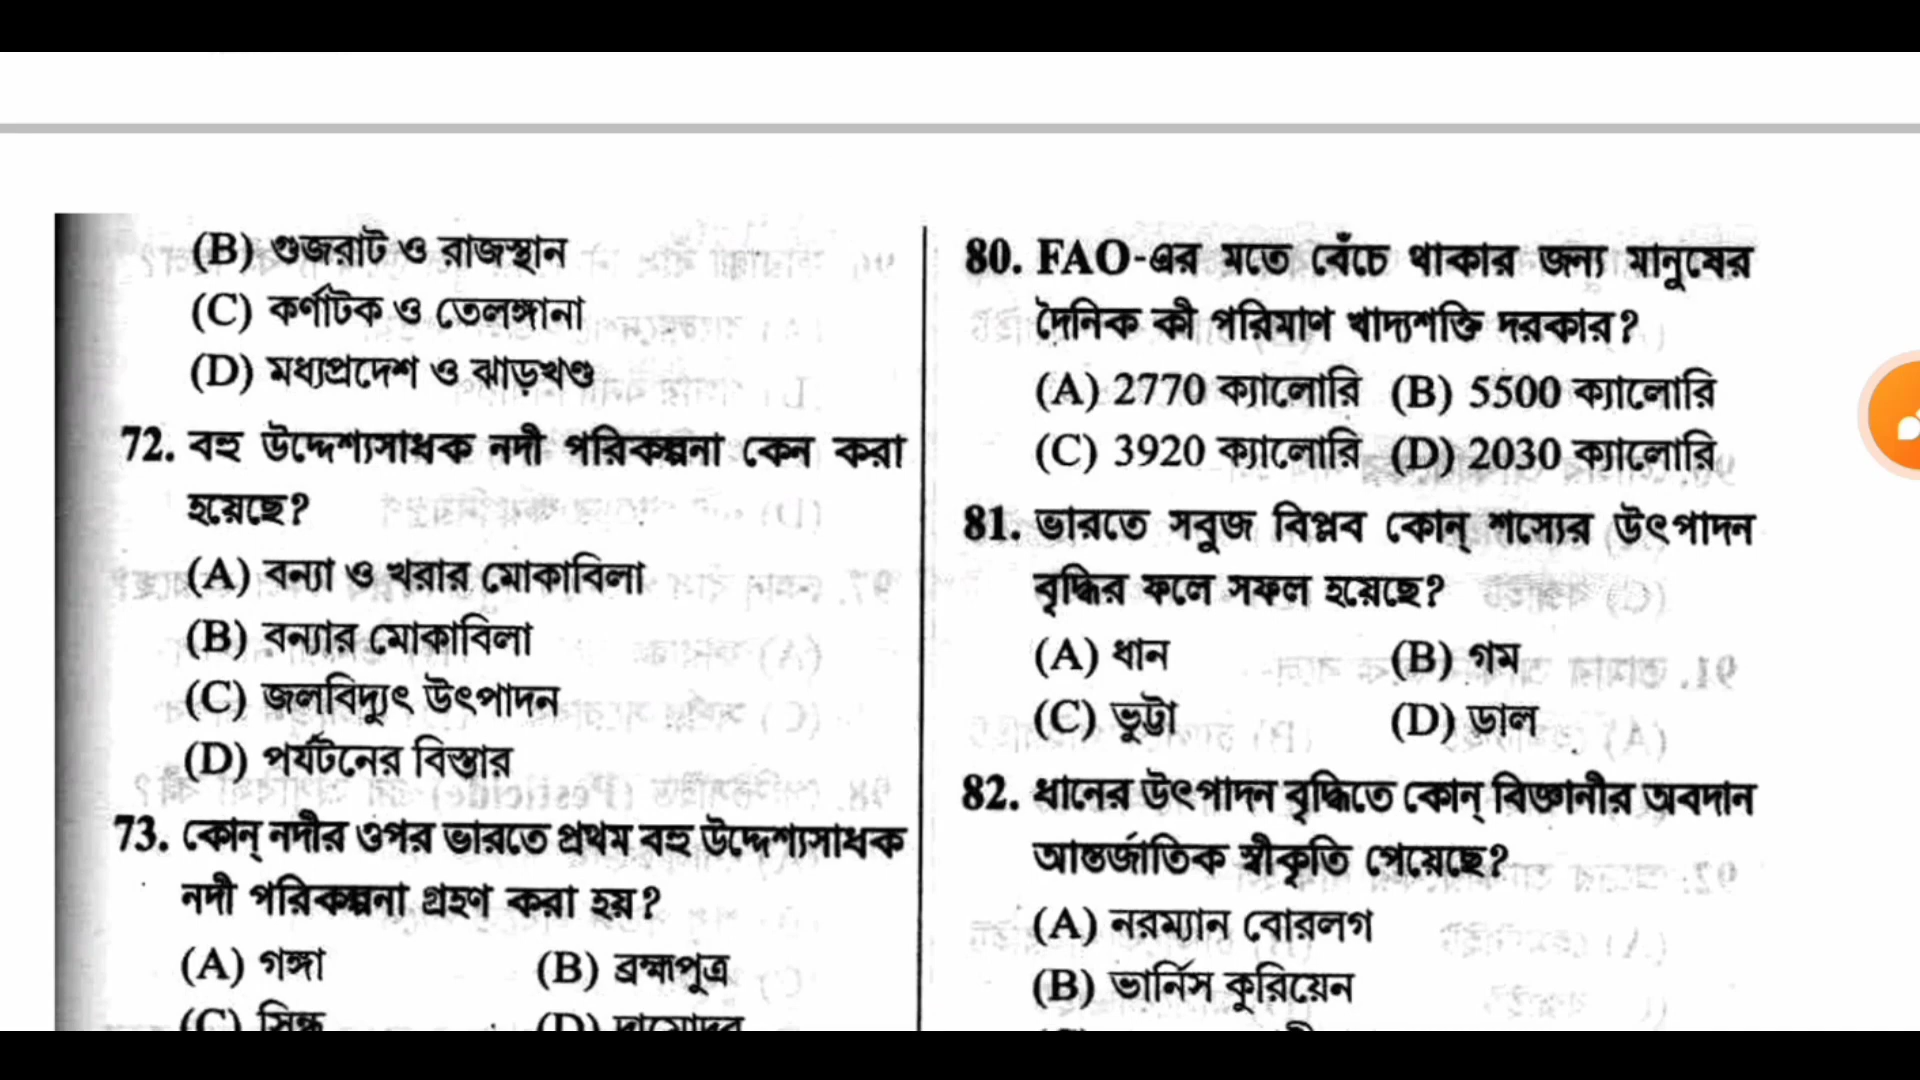 (B) গুজরাট ও রাজস্থান
(C) কর্ণাটক ও তেলঙ্গানা
(D) মধ্যপ্রদেশ ও ঝাড়খণ্ড
72. বহু উদ্দেশ্যসাধক নদী পরিকল্পনা কেন করা
হয়েছে?
(A) বন্যা ও খরার মোকাবিলা
(B) বন্যার মোকাবিলা
(C) জলবিদ্যুৎ উৎপাদন
(D) পর্যটনের বিস্তার
73. কোন্ নদীর ওপর ভারতে প্রথম বহু উদ্দেশ্যসাধক
নদী পরিকল্পনা গ্রহণ করা হয়?
(A) গঙ্গা (B) ব্রহ্মপুত্র
(C) সিন্ধু (D) দামোদর
80. FAO-এর মতে বেঁচে থাকার জন্য মানুষের
দৈনিক কী পরিমাণ খাদ্যশক্তি দরকার?
(A) 2770 ক্যালোরি (B) 5500 ক্যালোরি
(C) 3920 ক্যালোরি (D) 2030 ক্যালোরি
81. ভারতে সবুজ বিপ্লব কোন্ শস্যের উৎপাদন
বৃদ্ধির ফলে সফল হয়েছে?
(A) ধান (B) গম
(C) ভুট্টা (D) ডাল
82. ধানের উৎপাদন বৃদ্ধিতে কোন্ বিজ্ঞানীর অবদান
আন্তর্জাতিক স্বীকৃতি পেয়েছে?
(A) নরম্যান বোরলগ
(B) ভার্নিস কুরিয়েন